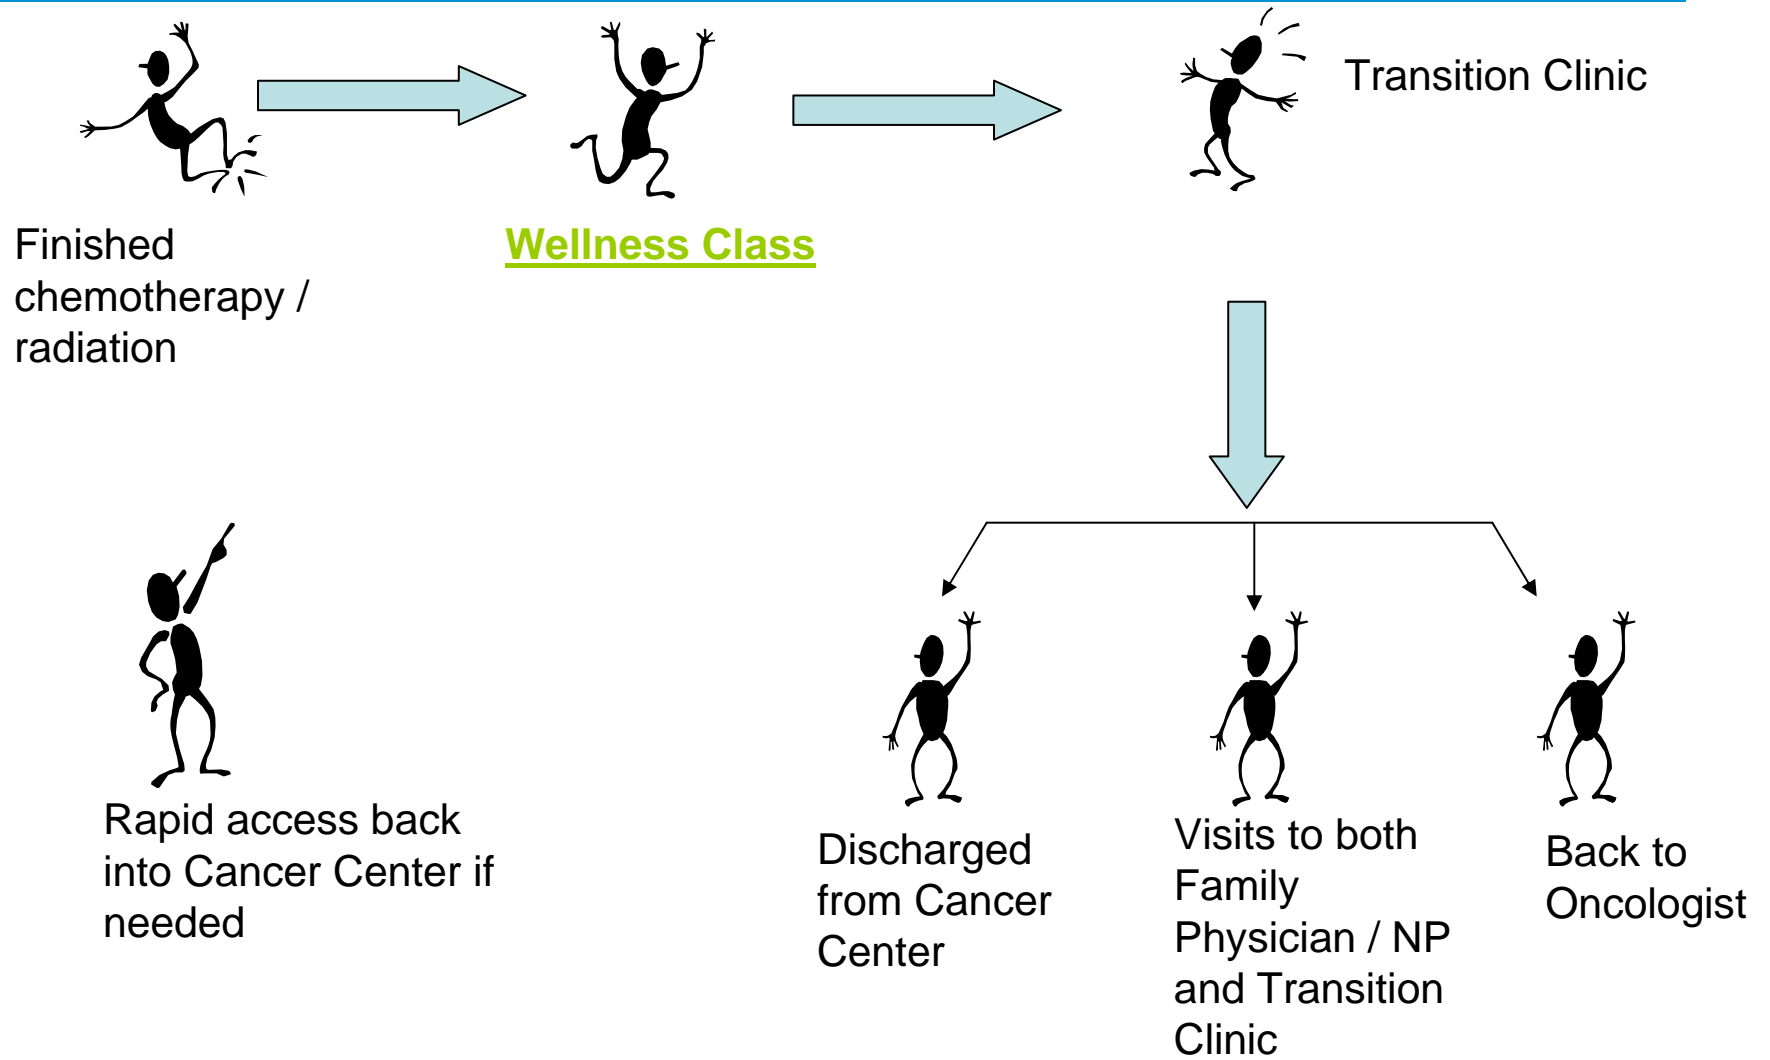 Transition Clinic
Finished
chemotherapy /
radiation
Wellness Class
Rapid access back
into Cancer Center if
needed
Discharged
from Cancer
Center
Visits to both
Family
Physician / NP
and Transition
Clinic
Back to
Oncologist